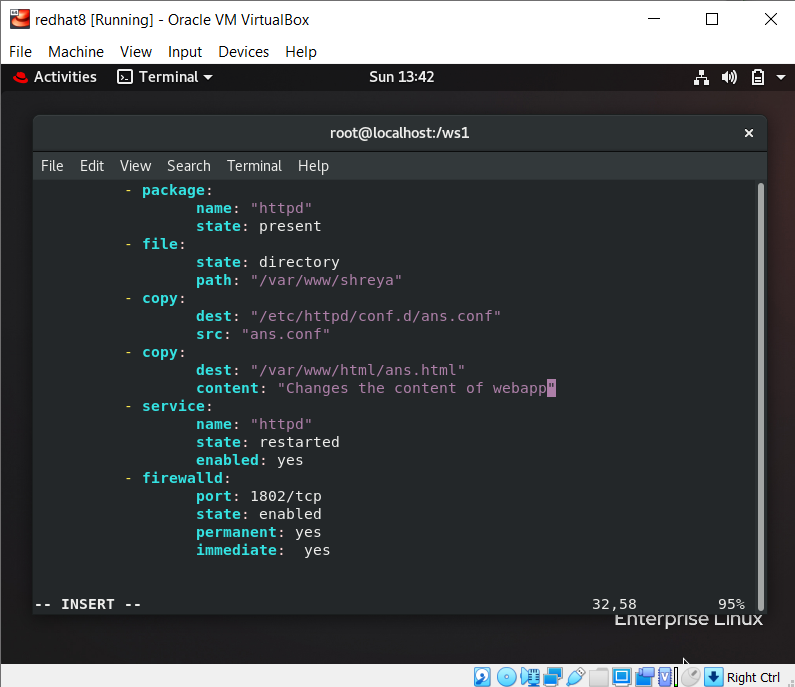 redhat8 [Running] - Oracle VM VirtualBox
File Machine View Input Devices Help
Activities Terminal Sun 13:42
root@localhost:/ws1
File Edit View Search Terminal Help
- package:
name: "httpd"
state: present
- file:
state: directory
path: "/var/www/shreya"
- copy:
dest: "/etc/httpd/conf.d/ans.conf"
src: "ans.conf"
- copy:
dest: "/var/www/html/ans.html"
content: "Changes the content of webapp"
- service:
name: "httpd"
state: restarted
enabled: yes
- firewalld:
port: 1802/tcp
state: enabled
permanent: yes
immediate:  yes
-- INSERT -- 32,58 95%
Enterprise Linux
Right Ctrl